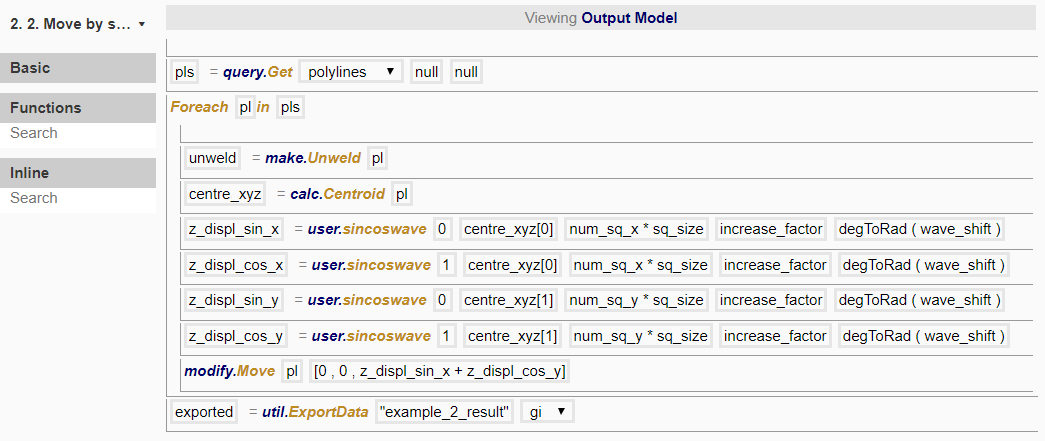 2. 2. Move by s... ▾
Viewing Output Model
Basic
Functions
Search
Inline
Search
pls = query.Get polylines ▼ null null
Foreach pl in pls
unweld = make.Unweld pl
centre_xyz = calc.Centroid pl
z_displ_sin_x = user.sincoswave 0 centre_xyz[0] num_sq_x * sq_size increase_factor degToRad ( wave_shift )
z_displ_cos_x = user.sincoswave 1 centre_xyz[0] num_sq_x * sq_size increase_factor degToRad ( wave_shift )
z_displ_sin_y = user.sincoswave 0 centre_xyz[1] num_sq_y * sq_size increase_factor degToRad ( wave_shift )
z_displ_cos_y = user.sincoswave 1 centre_xyz[1] num_sq_y * sq_size increase_factor degToRad ( wave_shift )
modify.Move pl [0 , 0 , z_displ_sin_x + z_displ_cos_y]
exported = util.ExportData "example_2_result" gi ▼